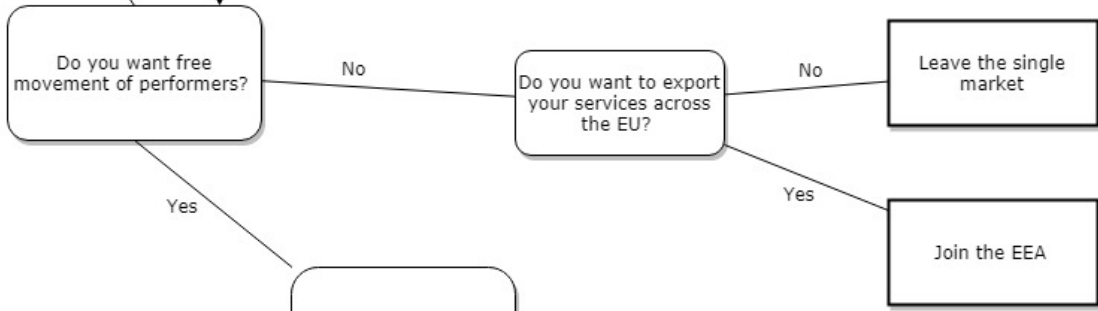 Do you want free
movement of performers?
No
Do you want to export
your services across
the EU?
No
Leave the single
market
Yes
Yes
Join the EEA